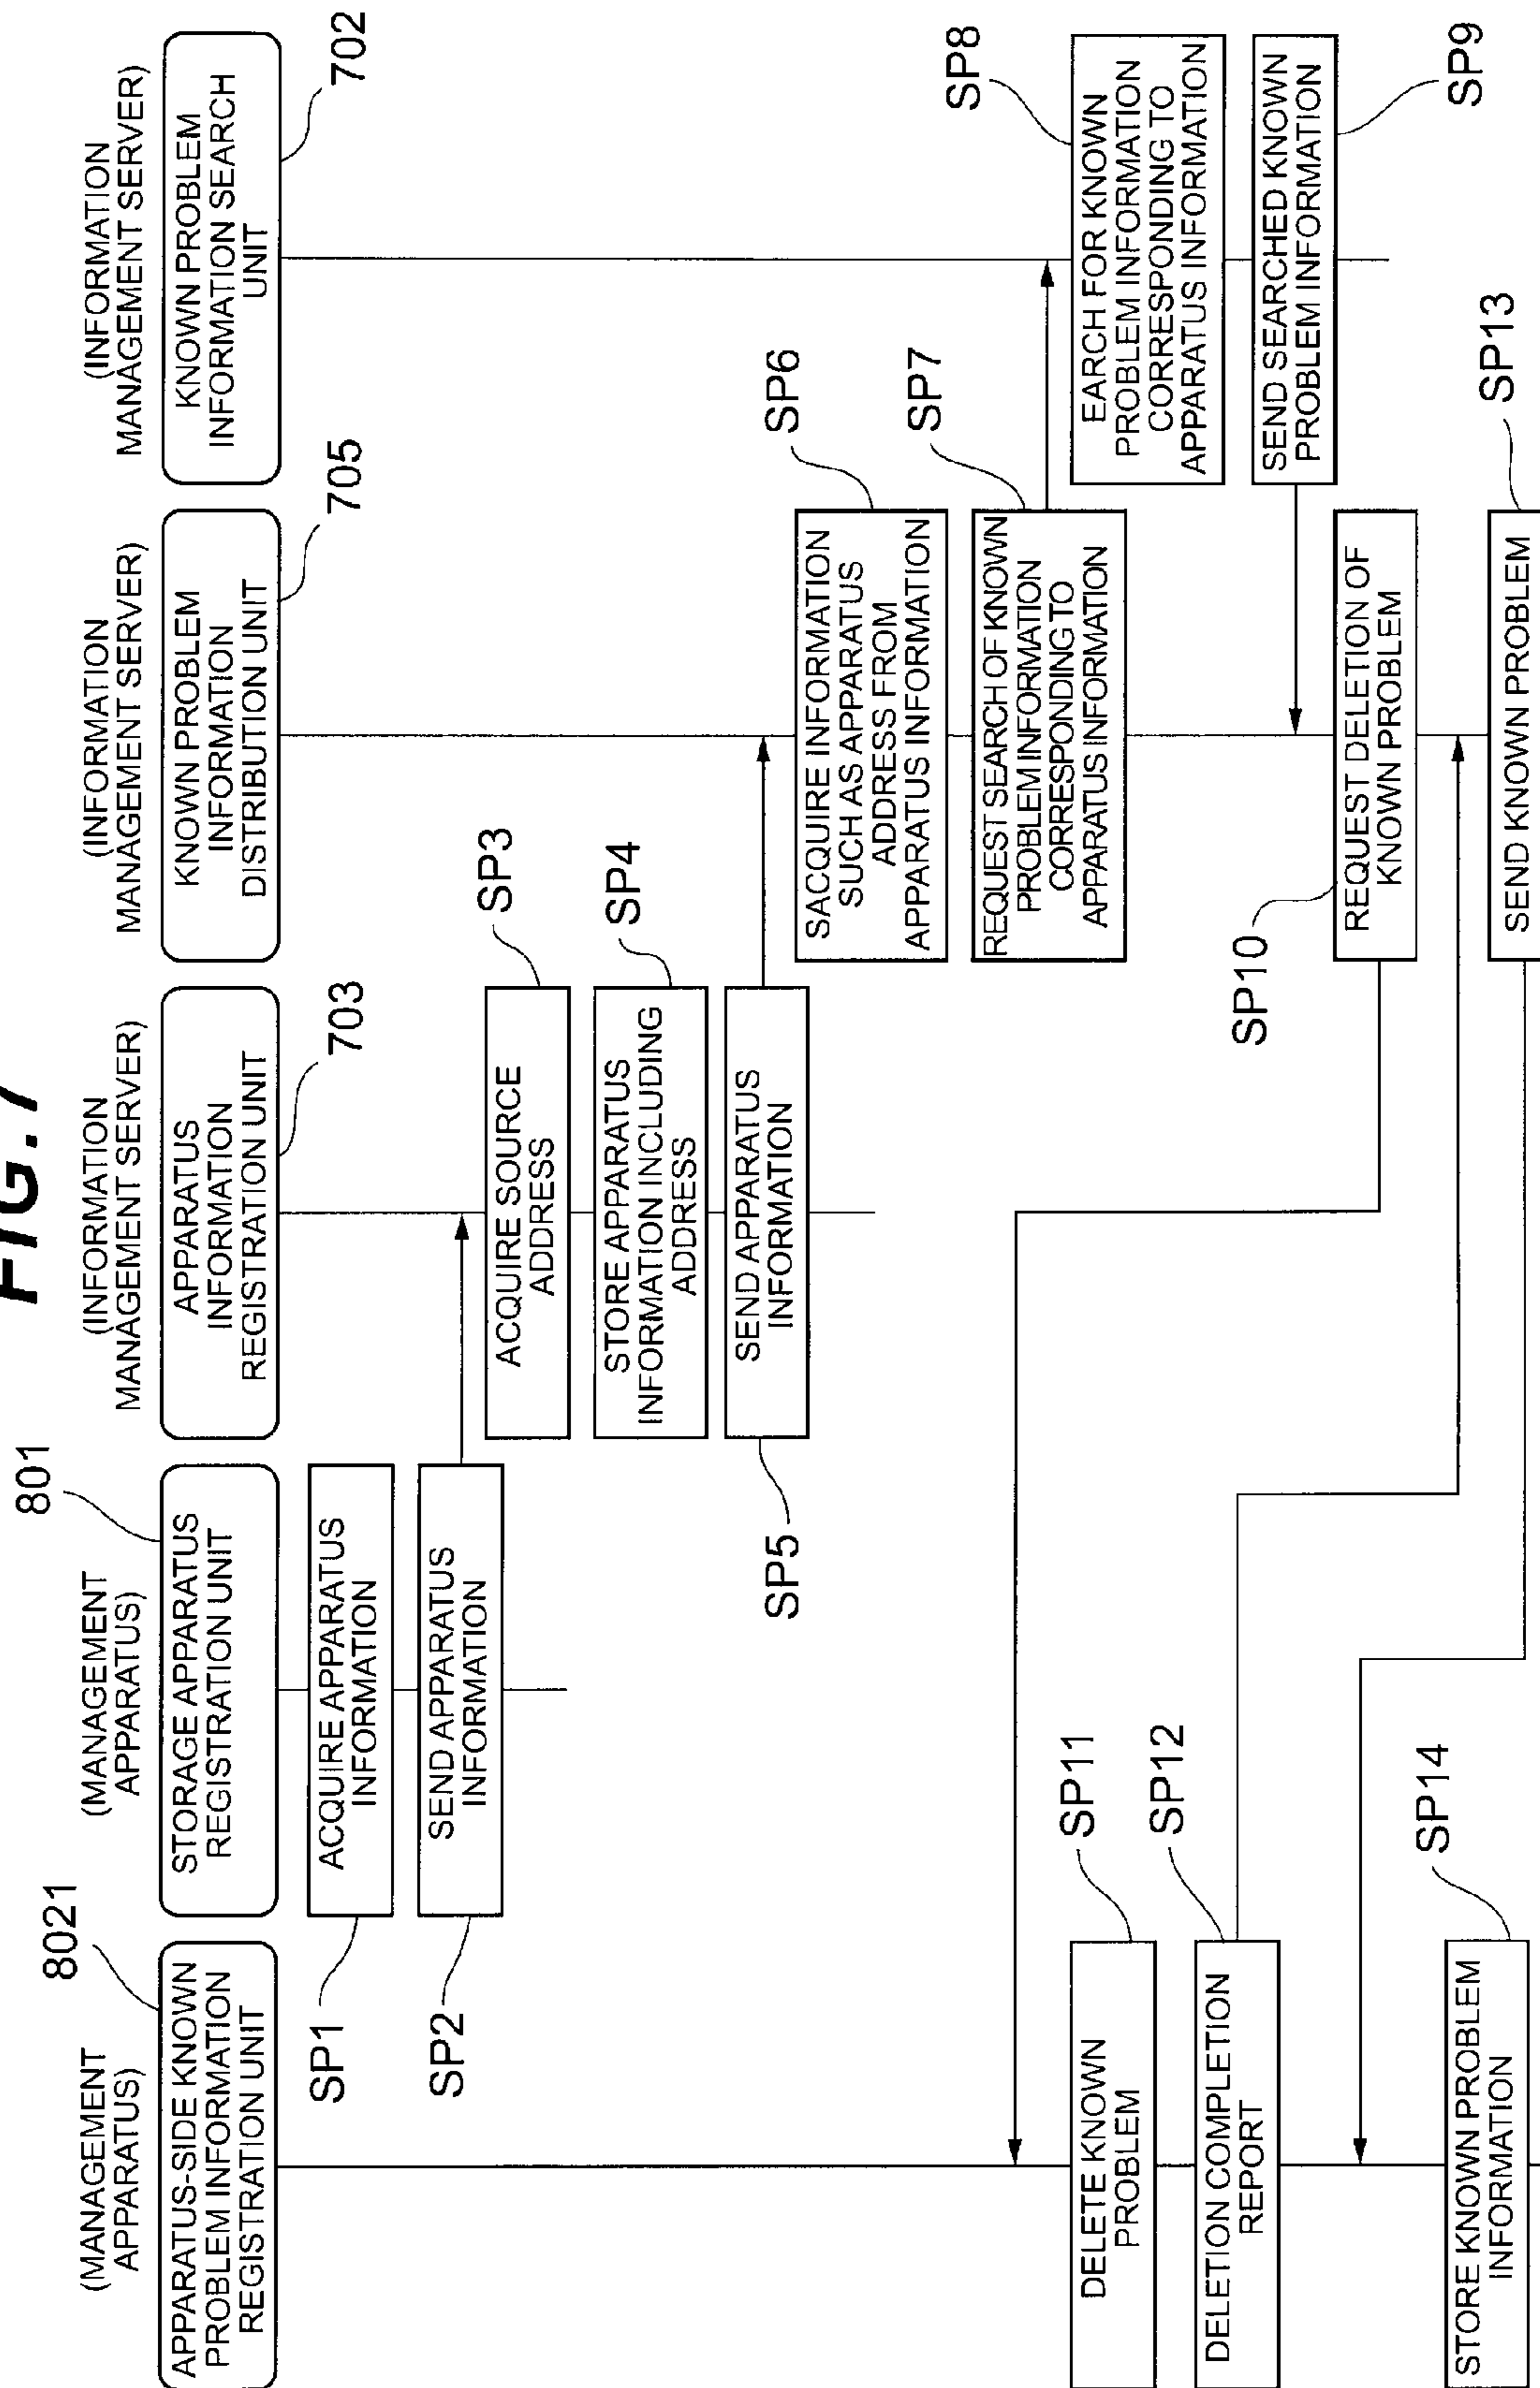 FIG.7
(MANAGEMENT
APPARATUS)
8021
APPARATUS-SIDE KNOWN
PROBLEM INFORMATION
REGISTRATION UNIT
(MANAGEMENT
APPARATUS)
801
STORAGE APPARATUS
REGISTRATION UNIT
(INFORMATION
MANAGEMENT SERVER)
APPARATUS
INFORMATION
REGISTRATION UNIT
703
(INFORMATION
MANAGEMENT SERVER)
KNOWN PROBLEM
INFORMATION
DISTRIBUTION UNIT
705
(INFORMATION
MANAGEMENT SERVER)
KNOWN PROBLEM
INFORMATION SEARCH
UNIT
702
SP1
ACQUIRE APPARATUS
INFORMATION
SP2
SEND APPARATUS
INFORMATION
SP3
ACQUIRE SOURCE
ADDRESS
SP4
STORE APPARATUS
INFORMATION INCLUDING
ADDRESS
SP5
SEND APPARATUS
INFORMATION
SP6
SACQUIRE INFORMATION
SUCH AS APPARATUS
ADDRESS FROM
APPARATUS INFORMATION
SP7
REQUEST SEARCH OF KNOWN
PROBLEM INFORMATION
CORRESPONDING TO
APPARATUS INFORMATION
SP8
EARCH FOR KNOWN
PROBLEM INFORMATION
CORRESPONDING TO
APPARATUS INFORMATION
SP9
SEND SEARCHED KNOWN
PROBLEM INFORMATION
SP10
REQUEST DELETION OF
KNOWN PROBLEM
SP11
DELETE KNOWN
PROBLEM
SP12
DELETION COMPLETION
REPORT
SP13
SEND KNOWN PROBLEM
SP14
STORE KNOWN PROBLEM
INFORMATION